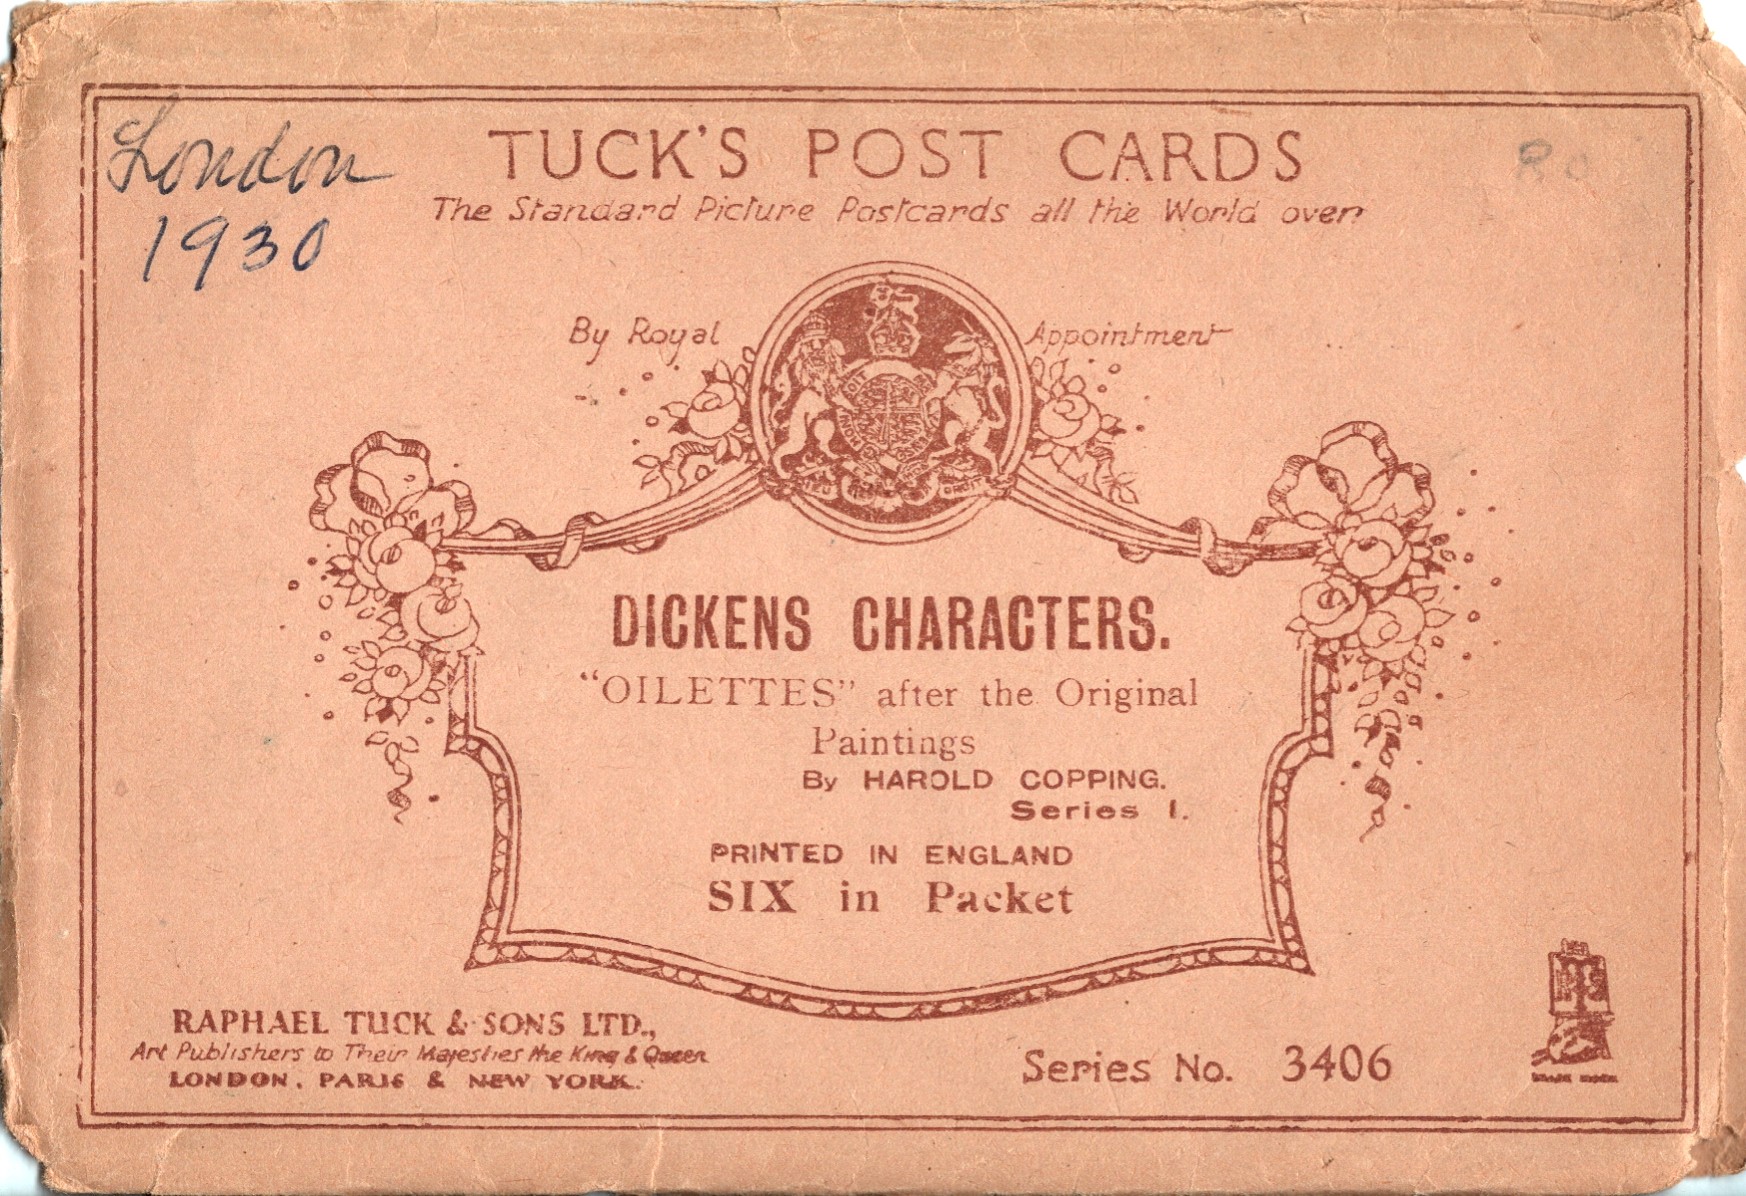 London
1930
TUCK'S POST CARDS
The Standard Picture Postcards all the World over
By Royal Appointment
DICKENS CHARACTERS.
"OILETTES" after the Original
Paintings
By HAROLD COPPING.
Series I.
PRINTED IN ENGLAND
SIX in Packet
RAPHAEL TUCK & SONS LTD.,
Art Publishers to Their Majesties the King & Queen
LONDON, PARIS & NEW YORK.
Series No. 3406
TRADE MARK